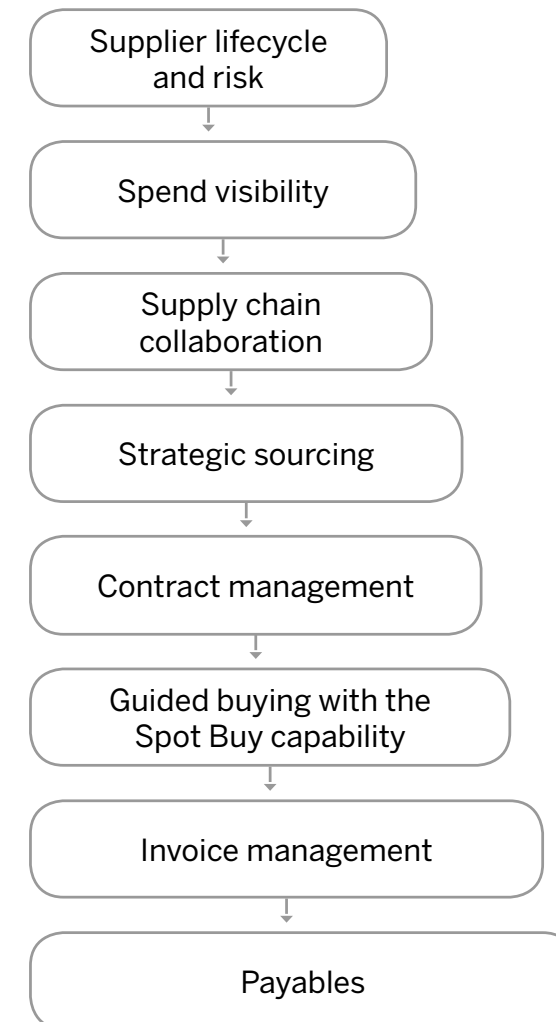 Supplier lifecycle
and risk
Spend visibility
Supply chain
collaboration
Strategic sourcing
Contract management
Guided buying with the
Spot Buy capability
Invoice management
Payables